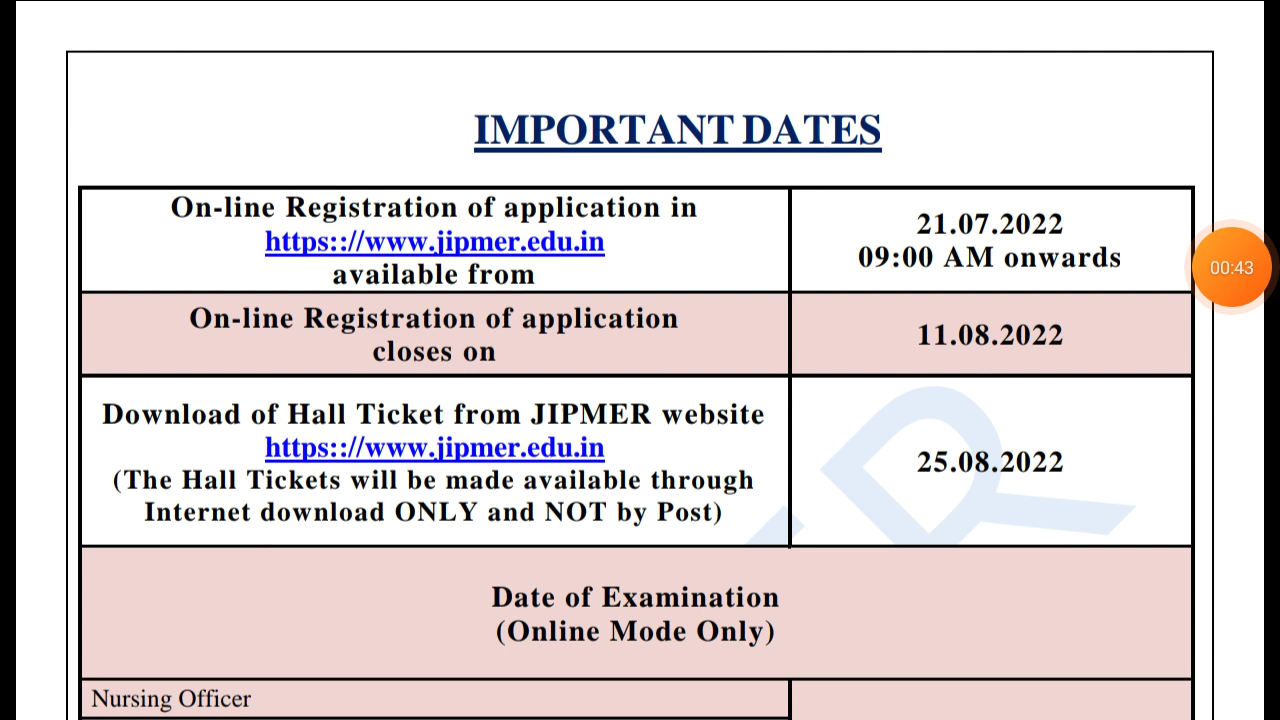 IMPORTANT DATES
On-line Registration of application in
https:://www.jipmer.edu.in
available from
21.07.2022
09:00 AM onwards
On-line Registration of application
closes on
11.08.2022
Download of Hall Ticket from JIPMER website
https:://www.jipmer.edu.in
(The Hall Tickets will be made available through
Internet download ONLY and NOT by Post)
25.08.2022
Date of Examination
(Online Mode Only)
Nursing Officer
00:43